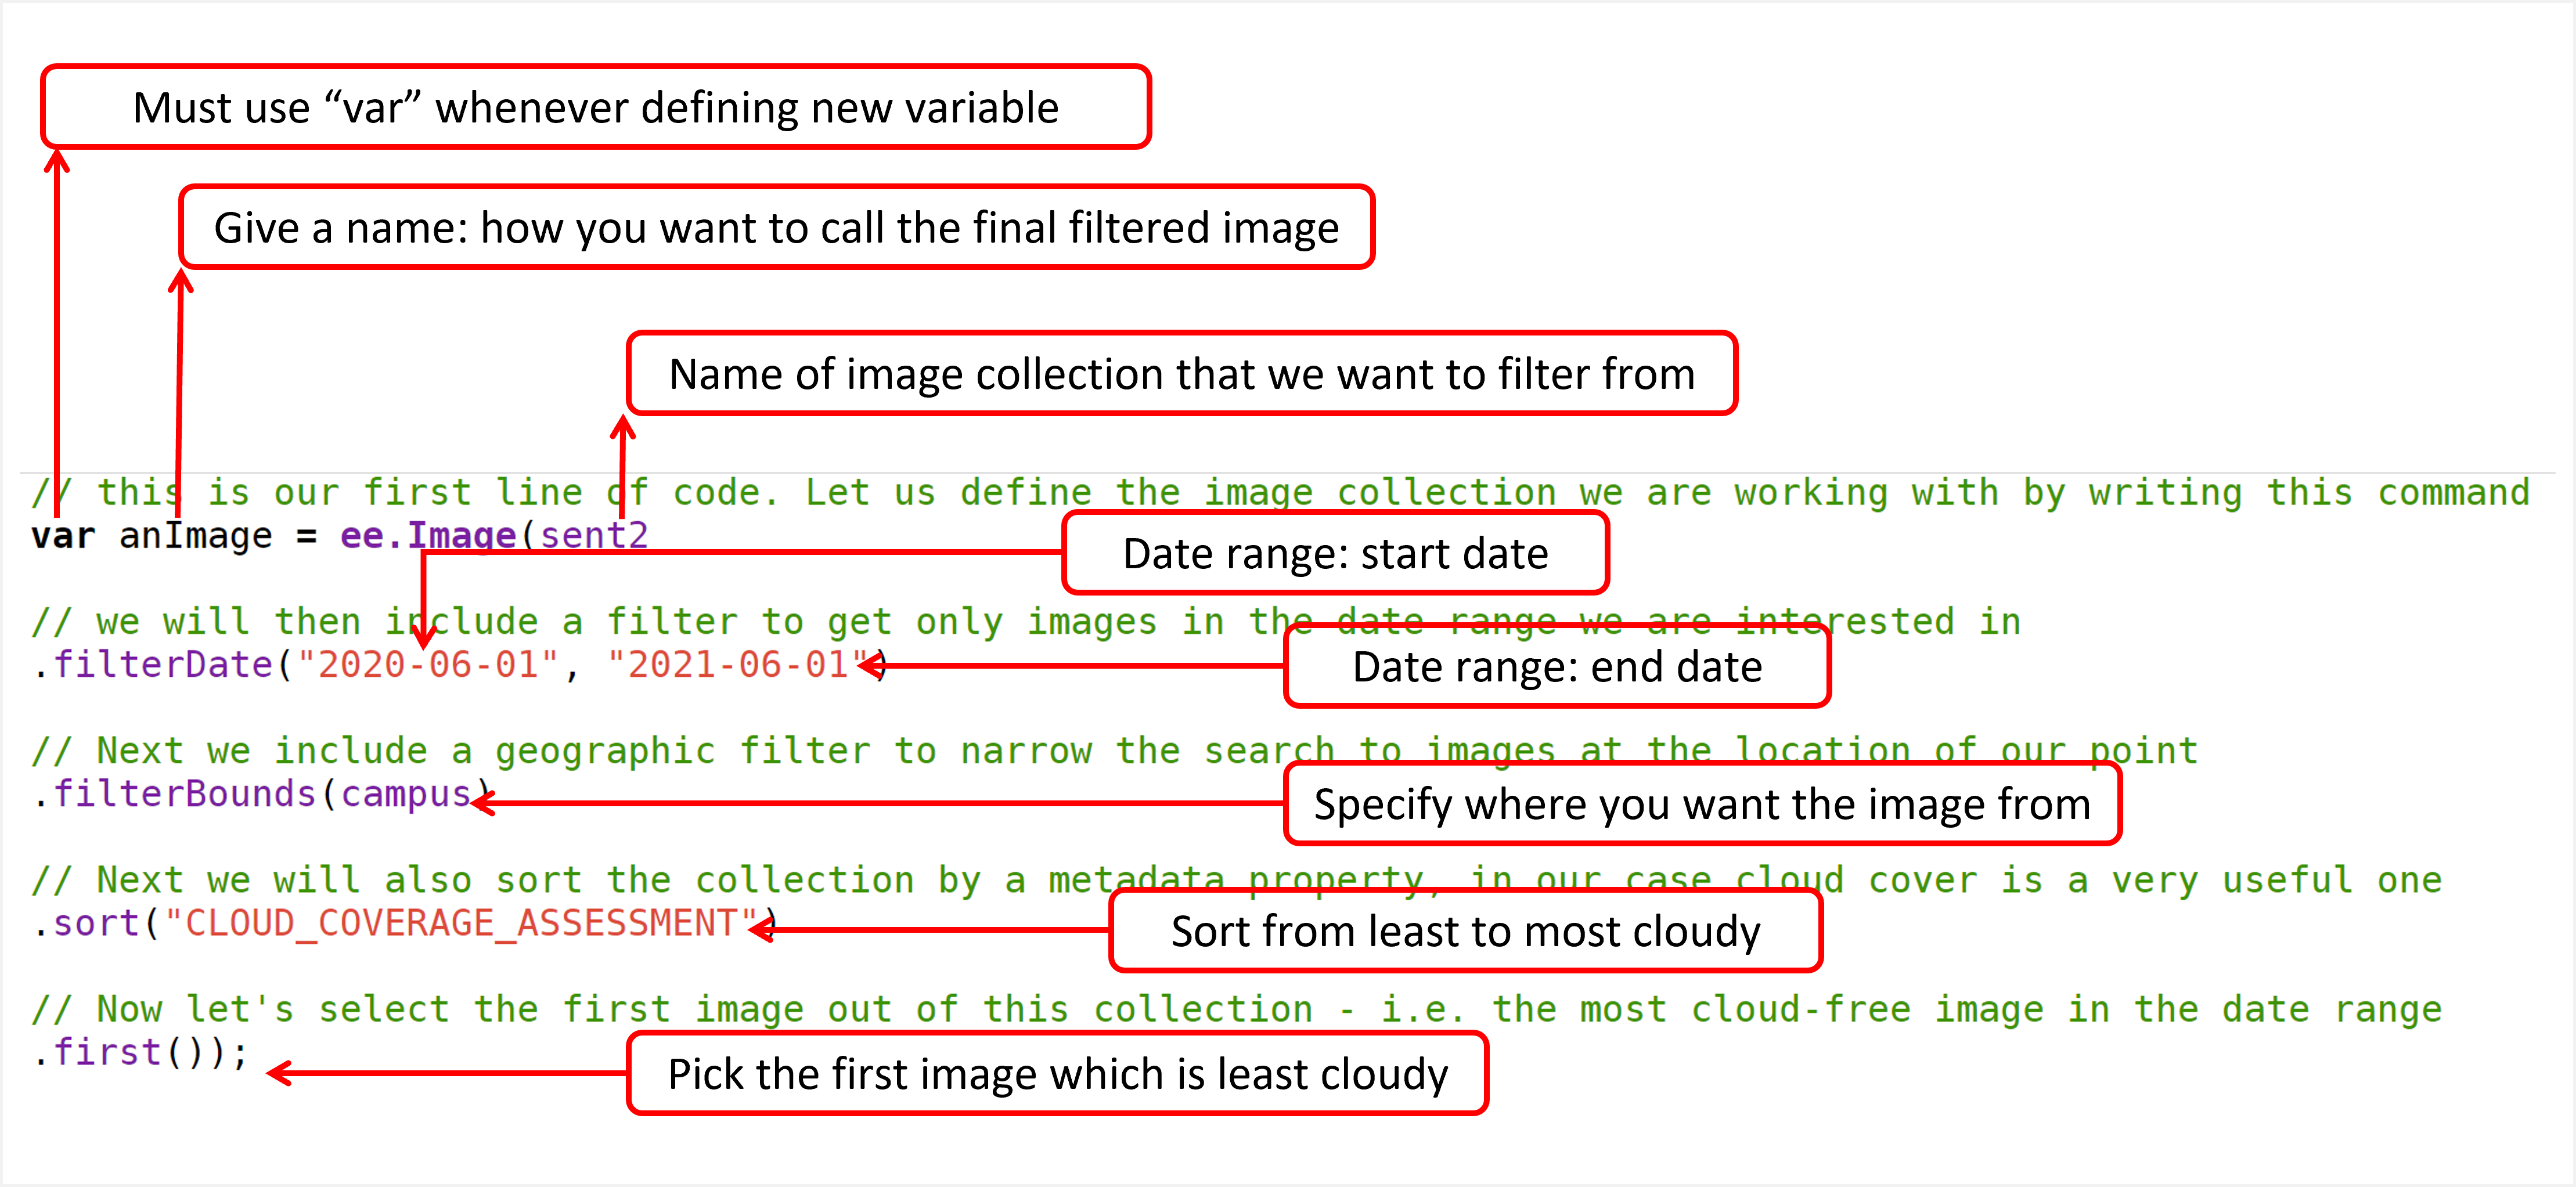 Must use “var” whenever defining new variable
Give a name: how you want to call the final filtered image
Name of image collection that we want to filter from
// this is our first line of code. Let us define the image collection we are working with by writing this command
var anImage = ee.Image(sent2
Date range: start date
// we will then include a filter to get only images in the date range we are interested in
.filterDate("2020-06-01", "2021-06-01")
Date range: end date
// Next we include a geographic filter to narrow the search to images at the location of our point
.filterBounds(campus)
Specify where you want the image from
// Next we will also sort the collection by a metadata property, in our case cloud cover is a very useful one
.sort("CLOUD_COVERAGE_ASSESSMENT")
Sort from least to most cloudy
// Now let's select the first image out of this collection - i.e. the most cloud-free image in the date range
.first());
Pick the first image which is least cloudy